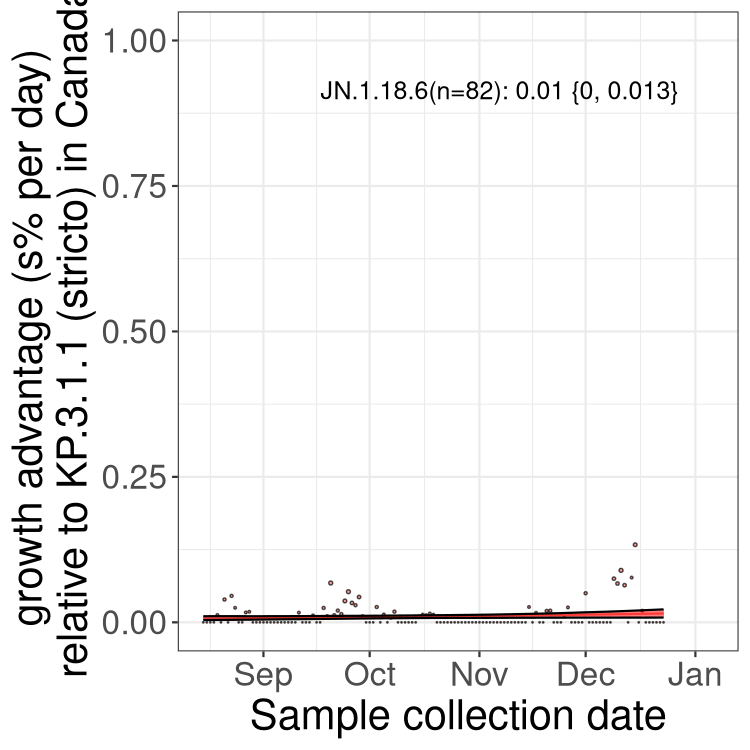 growth advantage (s% per day)
relative to KP.3.1.1 (stricto) in Canada
1.00
JN.1.18.6(n=82): 0.01 {0, 0.013}
0.75
0.50
0.25
0.00
Sep Oct Nov Dec Jan
Sample collection date